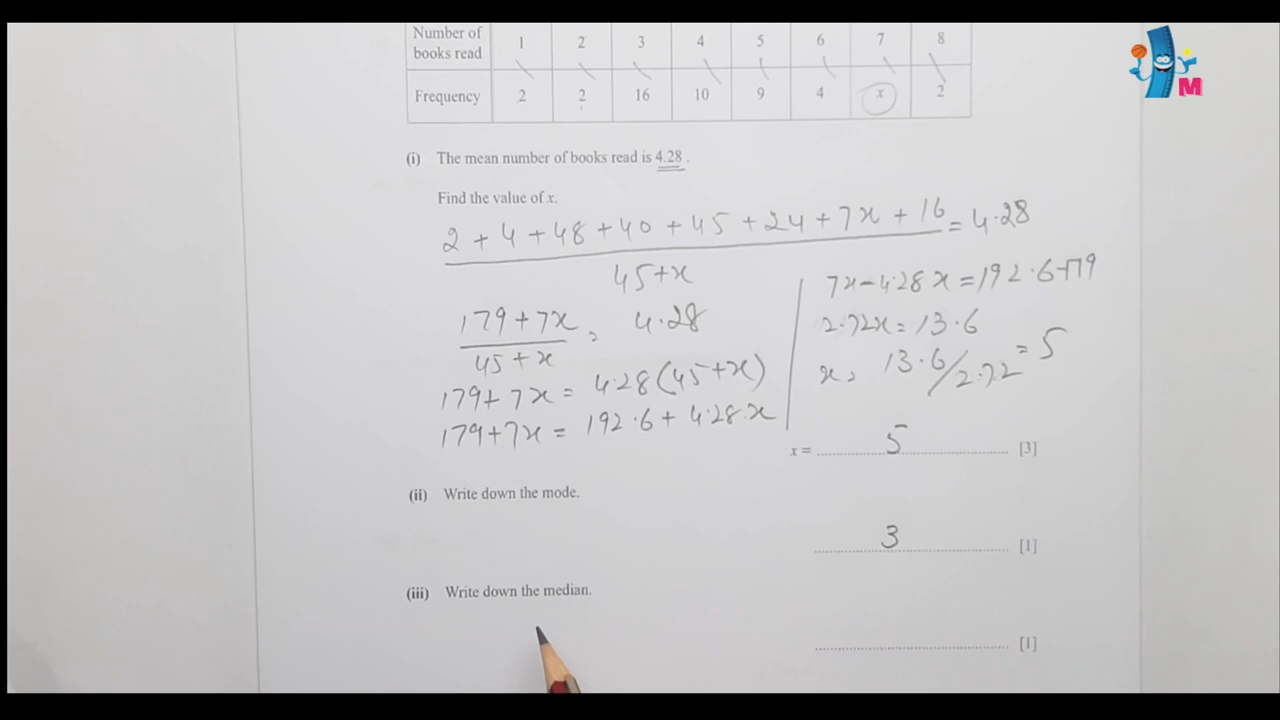 Number of books read 1 2 3 4 5 6 7 8
Frequency 2 2 16 10 9 4 x 2
M
(i) The mean number of books read is 4.28 .
Find the value of x.
2 + 4 + 48 + 40 + 45 + 24 + 7x + 16 = 4.28
45+x
179+7x = 4.28
45 + x
179+ 7x = 4.28(45+x)
179+7x = 192.6+ 4.28.x
7x-4.28x =192.6-179
2.72x=13.6
x = 13.6/2.72 = 5
x = 5 [3]
(ii) Write down the mode.
3 [1]
(iii) Write down the median.
[1]